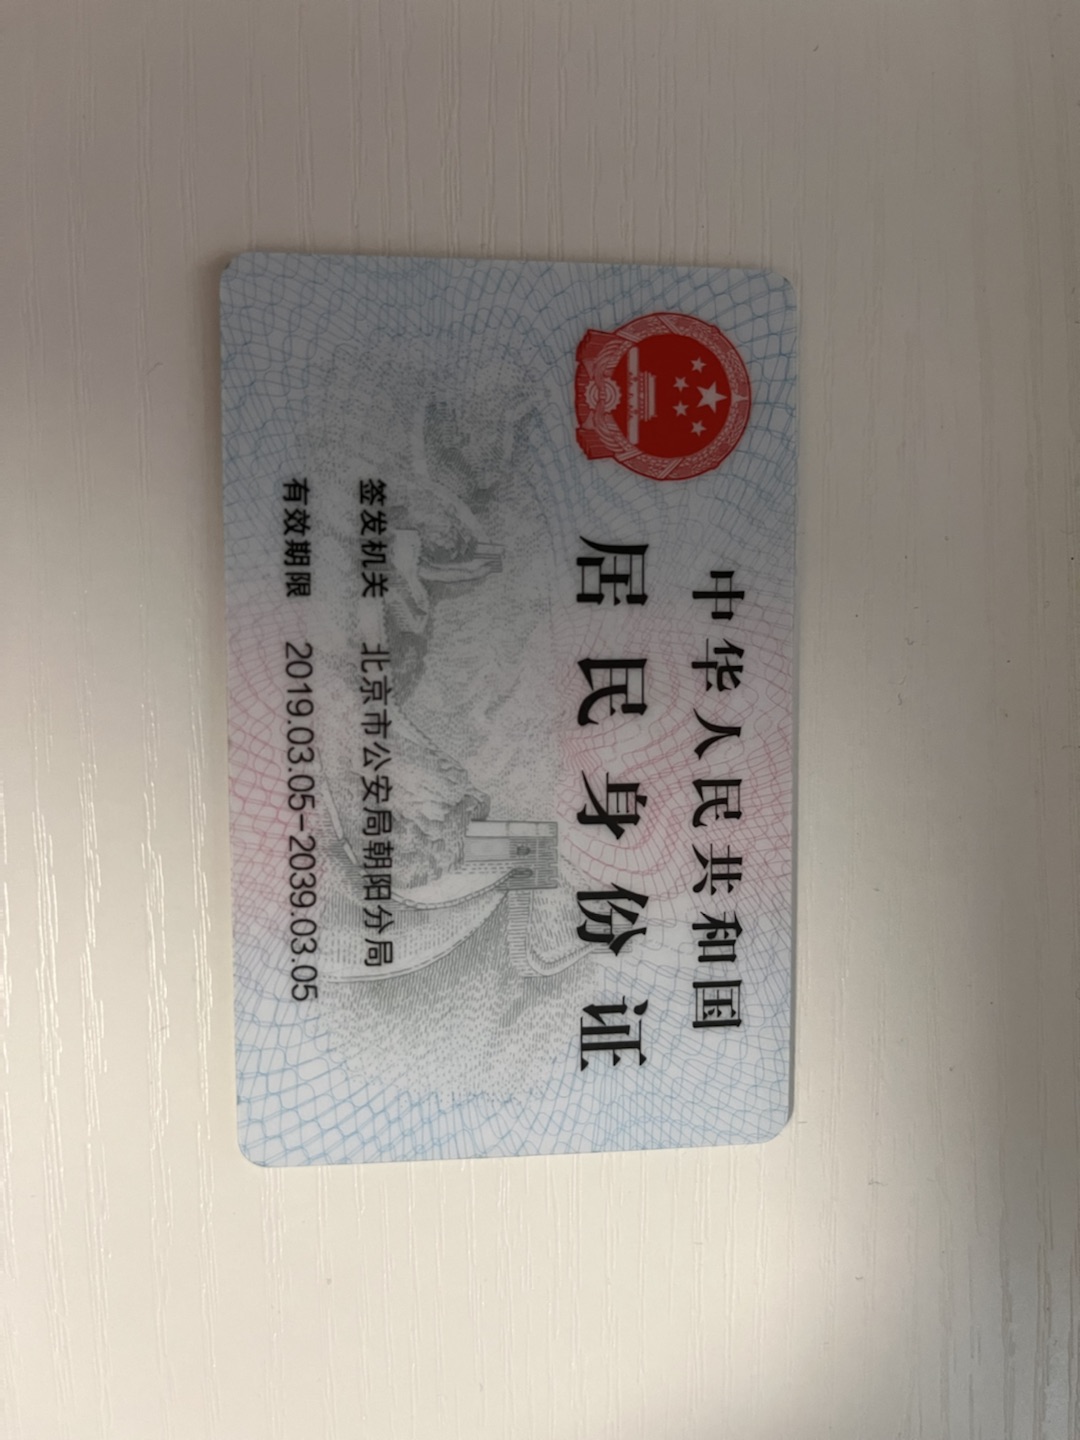 中华人民共和国
居民身份证
签发机关 北京市公安局朝阳分局
有效期限 2019.03.05-2039.03.05